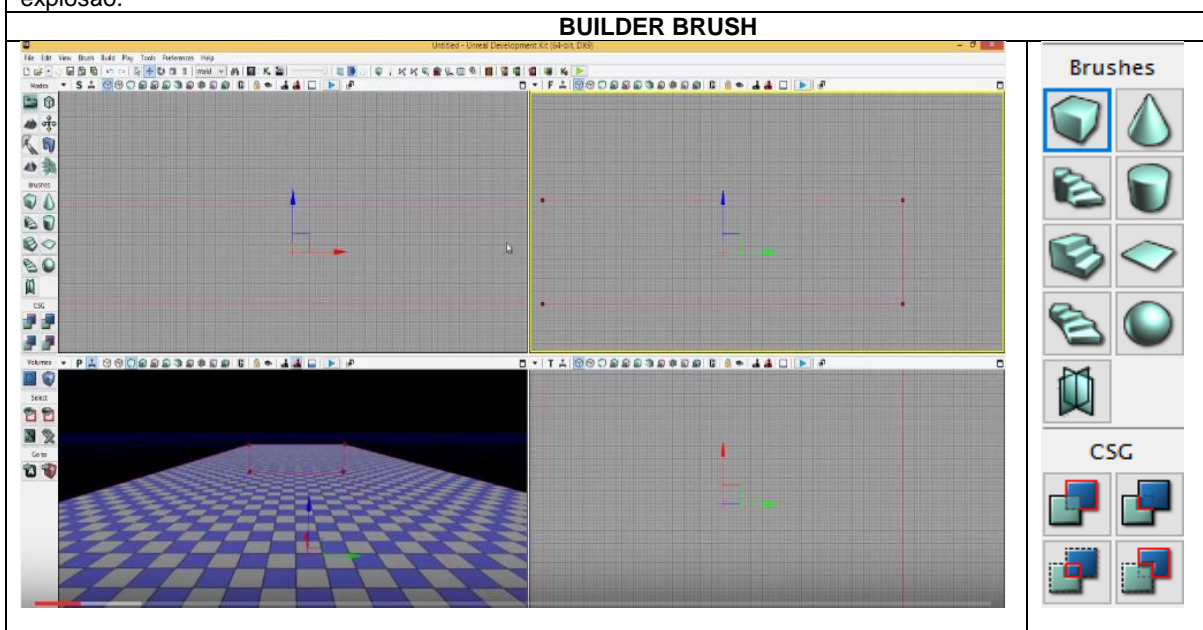 explosão.
BUILDER BRUSH
Untitled - Unreal Development Kit (64-bit, DX9)
File Edit View Brush Build Play Tools Preferences Help
Modes
S
F
Brushes
CSG
Volumes
P
T
Select
Go to
Brushes
CSG